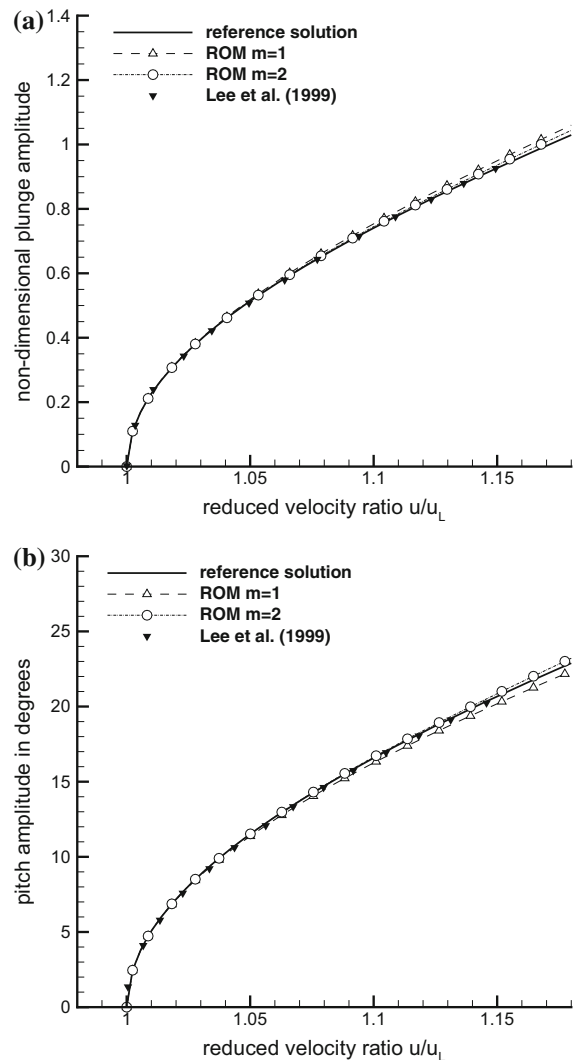 (a)
1.4
1.2
1
0.8
0.6
0.4
0.2
0
non-dimensional plunge amplitude
reference solution
ROM m=1
ROM m=2
Lee et al. (1999)
1
1.05
1.1
1.15
reduced velocity ratio u/uL
(b)
30
25
20
15
10
5
0
pitch amplitude in degrees
reference solution
ROM m=1
ROM m=2
Lee et al. (1999)
1
1.05
1.1
1.15
reduced velocity ratio u/uL